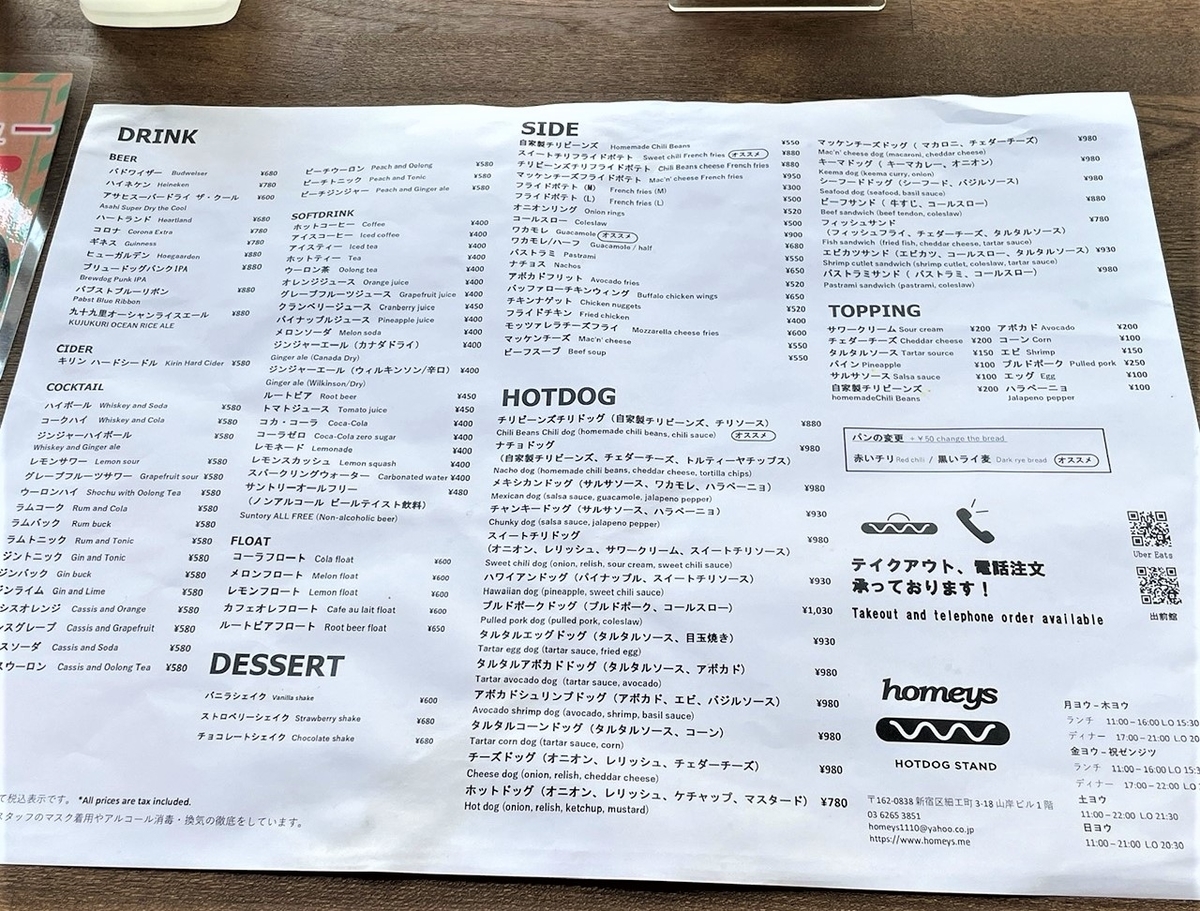 DRINK
BEER
バドワイザー Budwelser ¥680
ハイネケン Heineken ¥780
アサヒスーパードライ ザ・クール ¥600
Asahi Super Dry the Cool
ハートランド Heartland ¥680
コロナ Corona Extra ¥780
ギネス Guinness ¥780
ヒューガルデン Hoegaarden ¥880
ブリュードッグパンクIPA ¥880
Brewdog Punk IPA
パブストブルーリボン ¥880
Pabst Blue Ribbon
九十九里オーシャンライスエール ¥880
KUJUKURI OCEAN RICE ALE
CIDER
キリン ハードシードル Kirin Hard Cider ¥580
COCKTAIL
ハイボール Whiskey and Soda ¥580
コークハイ Whiskey and Cola ¥580
ジンジャーハイボール ¥580
Whiskey and Ginger ale
レモンサワー Lemon sour ¥580
グレープフルーツサワー Grapefruit sour ¥580
ウーロンハイ Shochu with Oolong Tea ¥580
ラムコーク Rum and Cola ¥580
ラムバック Rum buck ¥580
ラムトニック Rum and Tonic ¥580
ジントニック Gin and Tonic ¥580
ジンバック Gin buck ¥580
ンライム Gin and Lime ¥580
シスオレンジ Cassis and Orange ¥580
スグレープ Cassis and Grapefruit ¥580
スソーダ Cassis and Soda ¥580
スウーロン Cassis and Oolong Tea ¥580
ピーチウーロン Peach and Oolong ¥580
ピーチトニック Peach and Tonic ¥580
ピーチジンジャー Peach and Ginger ale ¥580
SOFTDRINK
ホットコーヒー Coffee ¥400
アイスコーヒー Iced coffee ¥400
アイスティー Iced tea ¥400
ホットティー Tea ¥400
ウーロン茶 Oolong tea ¥400
オレンジジュース Orange juice ¥400
グレープフルーツジュース Grapefruit juice ¥400
クランベリージュース Cranberry juice ¥450
パイナップルジュース Pineapple juice ¥400
メロンソーダ Melon soda ¥400
ジンジャーエール（カナダドライ） ¥400
Ginger ale (Canada Dry)
ジンジャーエール（ウィルキンソン/辛口） ¥400
Ginger ale (Wilkinson/Dry)
ルートピア Root beer ¥450
トマトジュース Tomato juice ¥450
コカ・コーラ Coca-Cola ¥400
コーラゼロ Coca-Cola zero sugar ¥400
レモネード Lemonade ¥400
レモンスカッシュ Lemon squash ¥400
スパークリングウォーター Carbonated water ¥400
サントリーオールフリー ¥480
（ノンアルコール ビールテイスト飲料）
Suntory ALL FREE (Non-alcoholic beer)
FLOAT
コーラフロート Cola float ¥600
メロンフロート Melon float ¥600
レモンフロート Lemon float ¥600
カフェオレフロート Cafe au lait float ¥600
ルートピアフロート Root beer float ¥650
DESSERT
バニラシェイク Vanilla shake ¥600
ストロベリーシェイク Strawberry shake ¥680
チョコレートシェイク Chocolate shake ¥680
て税込表示です。 *All prices are tax included.
スタッフのマスク着用やアルコール消毒・換気の徹底をしています。
SIDE
自家製チリビーンズ Homemade Chili Beans ¥550
スイートチリフライドポテト Sweet chill French fries オススメ ¥880
チリビーンズチリフライドポテト Chili Beans cheese French fries ¥880
マッケンチーズフライドポテト Mac'n' cheese French fries ¥950
フライドポテト（M） French fries (M) ¥300
フライドポテト（L） French fries (L) ¥500
オニオンリング Onion rings ¥520
コールスロー Coleslaw ¥500
ワカモレ Guacamole オススメ ¥900
ワカモレ/ハーフ Guacamole / half ¥680
パストラミ Pastrami ¥550
ナチョス Nachos ¥650
アボカドフリット Avocado fries ¥520
バッファローチキンウィング Buffalo chicken wings ¥650
チキンナゲット Chicken nuggets ¥520
フライドチキン Fried chicken ¥400
モッツァレラチーズフライ Mozzarella cheese fries ¥600
マッケンチーズ Mac'n' cheese ¥550
ビーフスープ Beef soup ¥550
HOTDOG
チリビーンズチリドッグ（自家製チリビーンズ、チリソース） ¥880
Chili Beans Chili dog (homemade chili beans, chili sauce) オススメ
ナチョドッグ ¥980
（自家製チリビーンズ、チェダーチーズ、トルティーヤチップス）
Nacho dog (homemade chili beans, cheddar cheese, tortilla chips)
メキシカンドッグ（サルサソース、ワカモレ、ハラペーニョ） ¥980
Mexican dog (salsa sauce, guacamole, jalapeno pepper)
チャンキードッグ（サルサソース、ハラペーニョ） ¥930
Chunky dog (salsa sauce, jalapeno pepper)
スイートチリドッグ ¥980
（オニオン、レリッシュ、サワークリーム、スイートチリソース）
Sweet chili dog (onion, relish, sour cream, sweet chili sauce)
ハワイアンドッグ（パイナップル、スイートチリソース） ¥930
Hawaiian dog (pineapple, sweet chili sauce)
プルドポークドッグ（プルドポーク、コールスロー） ¥1,030
Pulled pork dog (pulled pork, coleslaw)
タルタルエッグドッグ（タルタルソース、目玉焼き） ¥930
Tartar egg dog (tartar sauce, fried egg)
タルタルアボカドドッグ（タルタルソース、アボカド） ¥980
Tartar avocado dog (tartar sauce, avocado)
アボカドシュリンプドッグ（アボカド、エビ、バジルソース） ¥980
Avocado shrimp dog (avocado, shrimp, basil sauce)
タルタルコーンドッグ（タルタルソース、コーン） ¥980
Tartar corn dog (tartar sauce, corn)
チーズドッグ（オニオン、レリッシュ、チェダーチーズ） ¥980
Cheese dog (onion, relish, cheddar cheese)
ホットドッグ（オニオン、レリッシュ、ケチャップ、マスタード） ¥780
Hot dog (onion, relish, ketchup, mustard)
マッケンチーズドッグ（ マカロニ、チェダーチーズ） ¥980
Mac'n' cheese dog (macaroni, cheddar cheese)
キーマドッグ（ キーマカレー、オニオン） ¥980
Keema dog (keema curry, onion)
シーフードドッグ（シーフード、バジルソース） ¥980
Seafood dog (seafood, basil sauce)
ビーフサンド（ 牛すじ、コールスロー） ¥880
Beef sandwich (beef tendon, coleslaw)
フィッシュサンド ¥780
（フィッシュフライ、チェダーチーズ、タルタルソース）
Fish sandwich (fried fish, cheddar cheese, tartar sauce)
エビカツサンド（エビカツ、コールスロー、タルタルソース） ¥930
Shrimp cutlet sandwich (shrimp cutlet, coleslaw, tartar sauce)
パストラミサンド（ パストラミ、コールスロー） ¥980
Pastrami sandwich (pastrami, coleslaw)
TOPPING
サワークリーム Sour cream ¥200 アボカド Avocado ¥200
チェダーチーズ Cheddar cheese ¥200 コーン Corn ¥100
タルタルソース Tartar source ¥150 エビ Shrimp ¥150
パイン Pineapple ¥100 プルドポーク Pulled pork ¥250
サルサソース Salsa sauce ¥100 エッグ Egg ¥100
自家製チリビーンズ ¥200 ハラペーニョ ¥100
homemadeChili Beans Jalapeno pepper
パンの変更 +￥50 change the bread
赤いチリ Red chili / 黒いライ麦 Dark rye bread オススメ
テイクアウト、電話注文
承っております！
Takeout and telephone order available
Uber Eats
出前館
homeys
HOTDOG STAND
〒162-0838 新宿区細工町 3-18 山岸ビル１階
03 6265 3851
homeys1110@yahoo.co.jp
https://www.homeys.me
月ヨウ – 木ヨウ
ランチ 11:00 – 16:00 LO 15:30
ディナー 17:00 – 21:00 LO 20
金ヨウ – 祝ゼンジツ
ランチ 11:00 – 16:00 LO 15:3
ディナー 17:00 – 22:00 LO
土ヨウ
11:00 – 22:00 LO 21:30
日ヨウ
11:00 – 21:00 LO 20:30